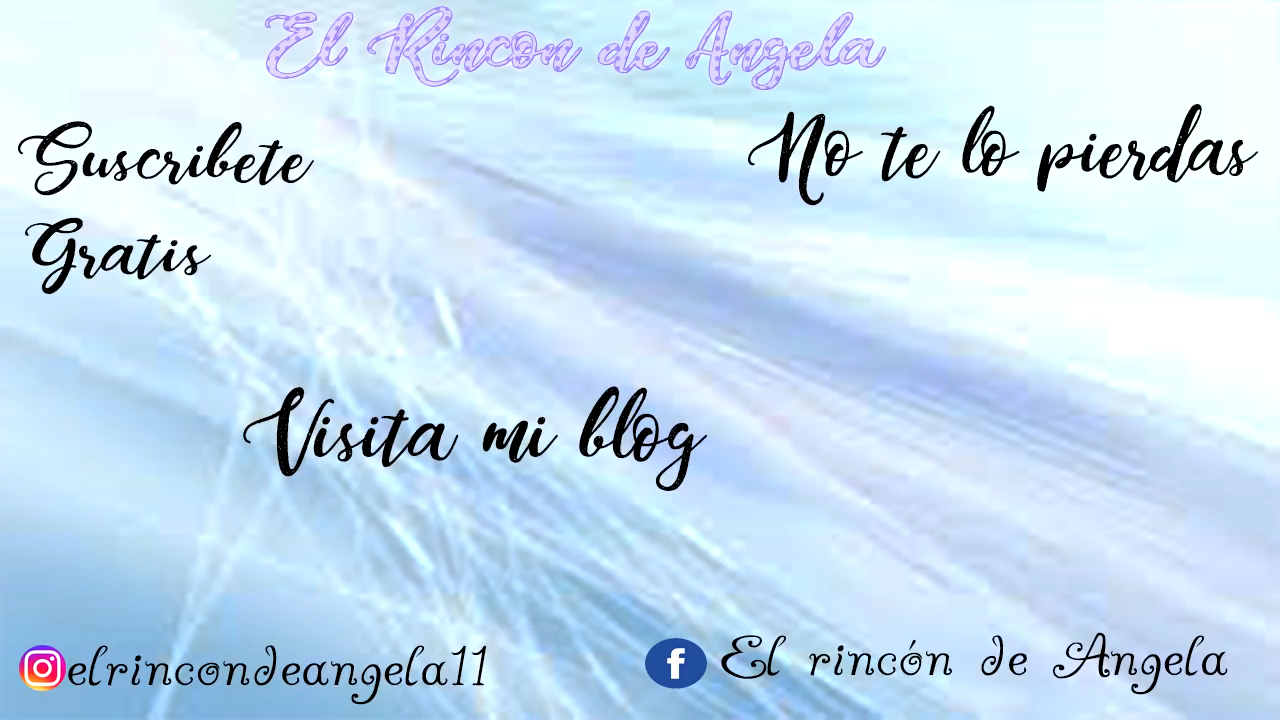 El Rincon de Angela
Suscribete
Gratis
No te lo pierdas
Visita mi blog
elrincondeangela11
El rincón de Angela